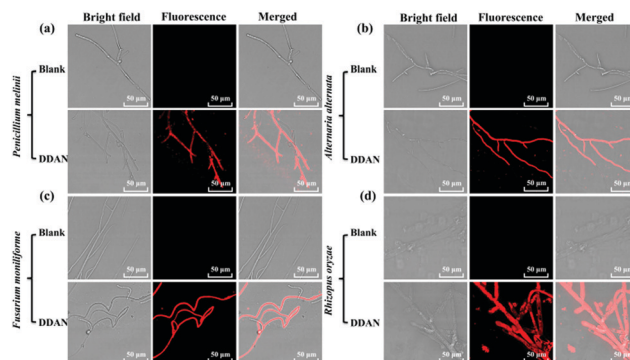 (a) Bright field Fluorescence Merged
Penicillium melinii
Blank
50 μm 50 μm 50 μm
DDAN
50 μm 50 μm 50 μm
(b) Bright field Fluorescence Merged
Alternaria alternata
Blank
50 μm 50 μm 50 μm
DDAN
50 μm 50 μm 50 μm
(c)
Fusarium moniliforme
Blank
50 μm 50 μm 50 μm
DDAN
50 μm 50 μm 50 μm
(d)
Rhizopus oryzae
Blank
50 μm 50 μm 50 μm
DDAN
50 μm 50 μm 50 μm